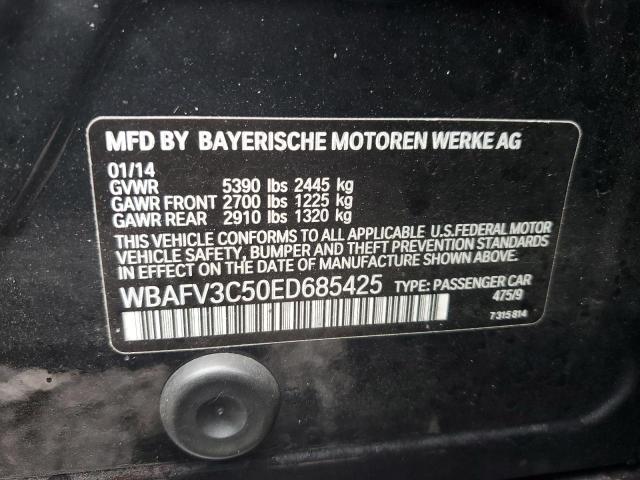 MFD BY BAYERISCHE MOTOREN WERKE AG
01/14
GVWR 5390 lbs 2445 kg
GAWR FRONT 2700 lbs 1225 kg
GAWR REAR 2910 lbs 1320 kg
THIS VEHICLE CONFORMS TO ALL APPLICABLE U.S.FEDERAL MOTOR
VEHICLE SAFETY, BUMPER AND THEFT PREVENTION STANDARDS
IN EFFECT ON THE DATE OF MANUFACTURE SHOWN ABOVE.
WBAFV3C50ED685425 TYPE: PASSENGER CAR
475/9
7315814